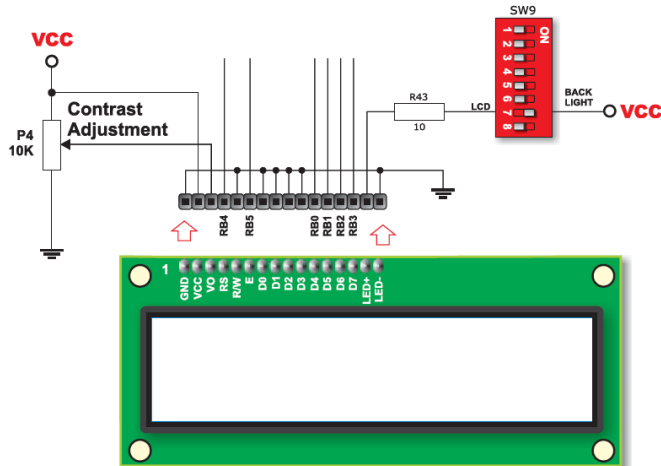 SW9
ON
1
2
3
4
5
6
7
8
VCC
Contrast
Adjustment
P4
10K
R43
10
LCD
BACK
LIGHT
VCC
RB4
RB5
RB0
RB1
RB2
RB3
1
GND
VCC
VO
RS
R/W
E
D0
D1
D2
D3
D4
D5
D6
D7
LED+
LED-